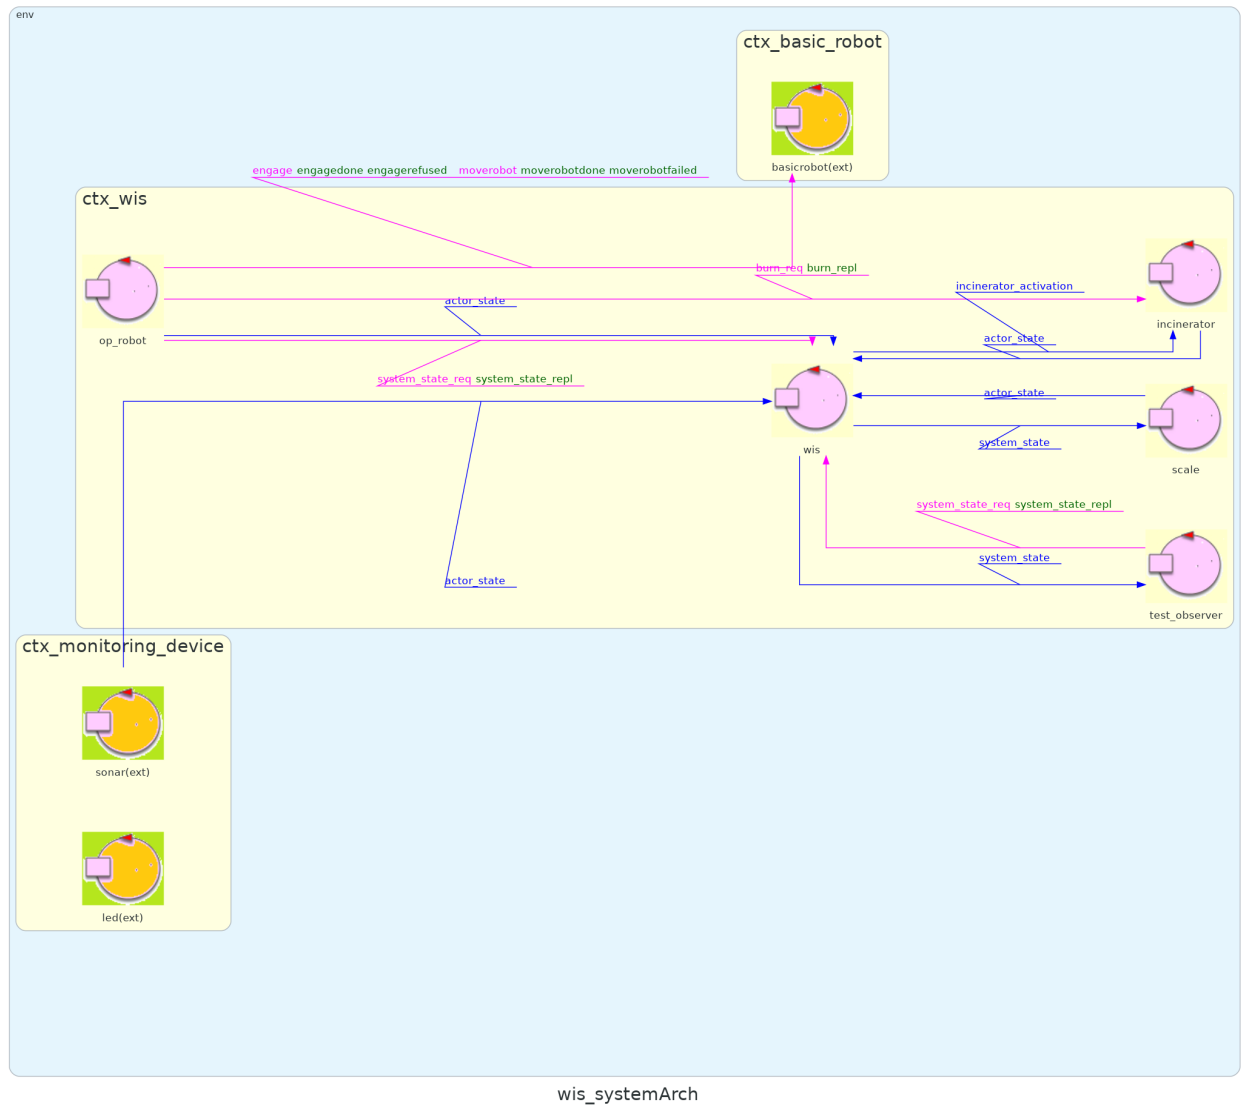 env
ctx_basic_robot
basicrobot(ext)
engage engagedone engagerefused moverobot moverobotdone moverobotfailed
ctx_wis
burn_req burn_repl
incinerator_activation
actor_state
incinerator
op_robot
actor_state
system_state_req system_state_repl
actor_state
wis
system_state
scale
system_state_req system_state_repl
system_state
actor_state
test_observer
ctx_monitoring_device
sonar(ext)
led(ext)
wis_systemArch